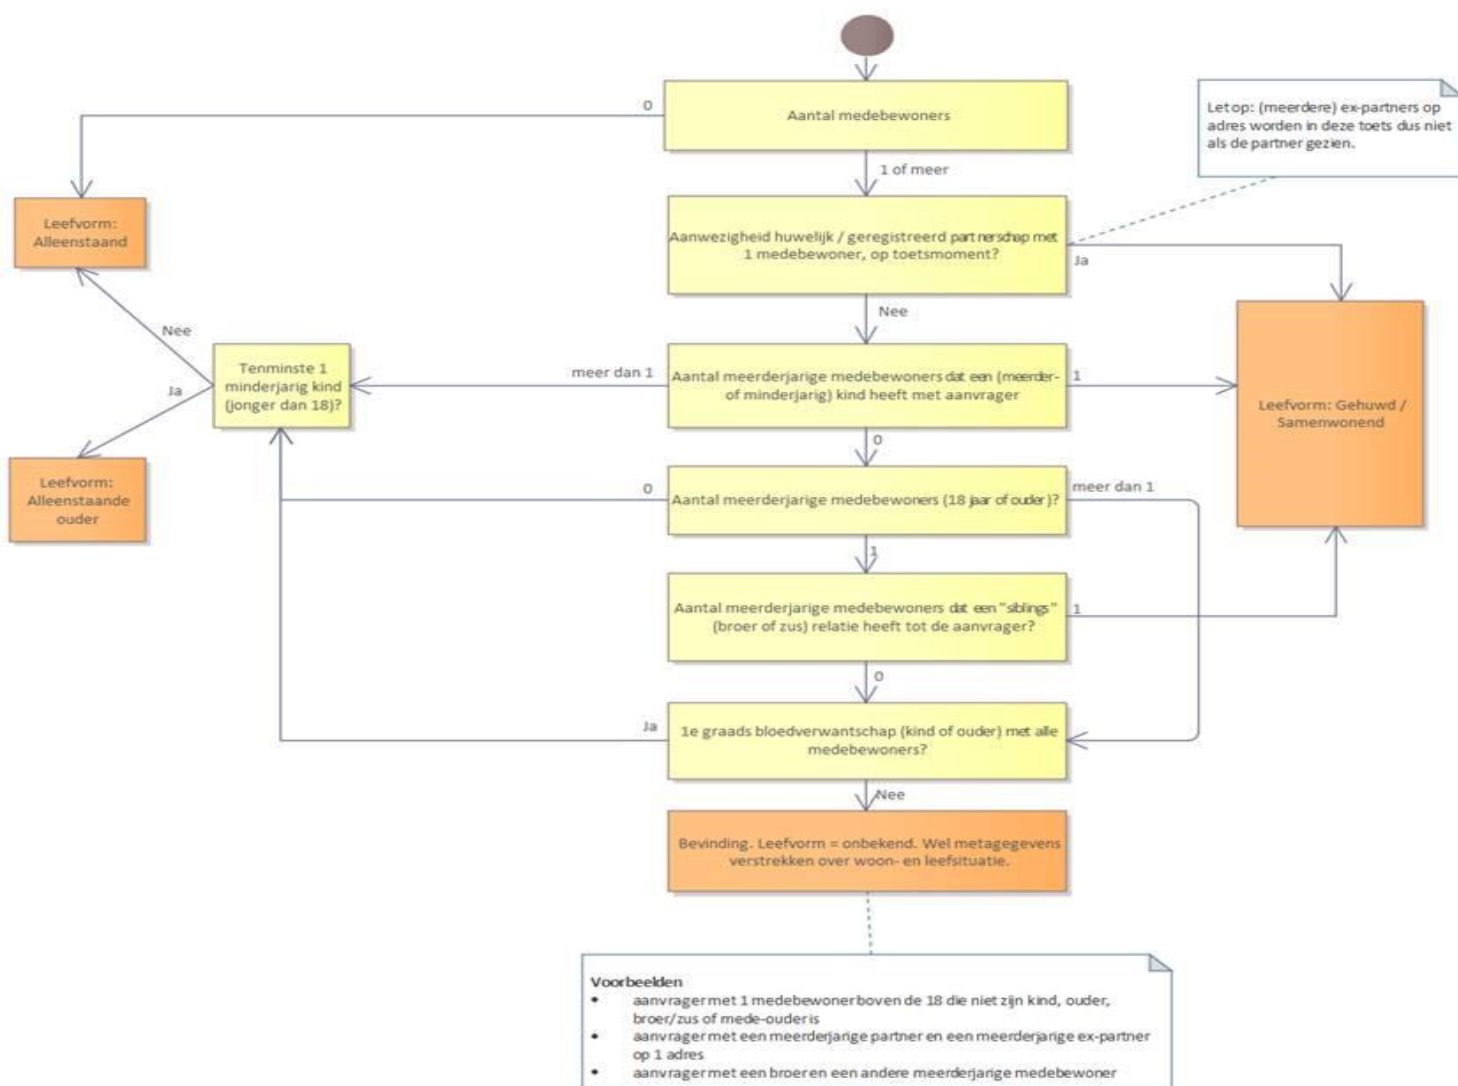 0
Aantal medebewoners
Let op: (meerdere) ex-partners op
adres worden in deze toets dus niet
als de partner gezien.
1 of meer
Leefvorm:
Alleenstaand
Aanwezigheid huwelijk / geregistreerd partnerschap met
1 medebewoner, op toetsmoment?
Ja
Nee
Nee
Tenminste 1
minderjarig kind
(jonger dan 18)?
meer dan 1
Aantal meerderjarige medebewoners dat een (meerder-
of minderjarig) kind heeft met aanvrager
1
Ja
Leefvorm: Gehuwd /
Samenwonend
0
Leefvorm:
Alleenstaande
ouder
0
Aantal meerderjarige medebewoners (18 jaar of ouder)?
meer dan 1
1
Aantal meerderjarige medebewoners dat een "siblings"
(broer of zus) relatie heeft tot de aanvrager?
1
0
Ja
1e graads bloedverwantschap (kind of ouder) met alle
medebewoners?
Nee
Bevinding. Leefvorm = onbekend. Wel metagegevens
verstrekken over woon- en leefsituatie.
Voorbeelden
• aanvrager met 1 medebewoner boven de 18 die niet zijn kind, ouder,
broer/zus of mede-ouder is
• aanvrager met een meerderjarige partner en een meerderjarige ex-partner
op 1 adres
• aanvrager met een broer en een andere meerderjarige medebewoner